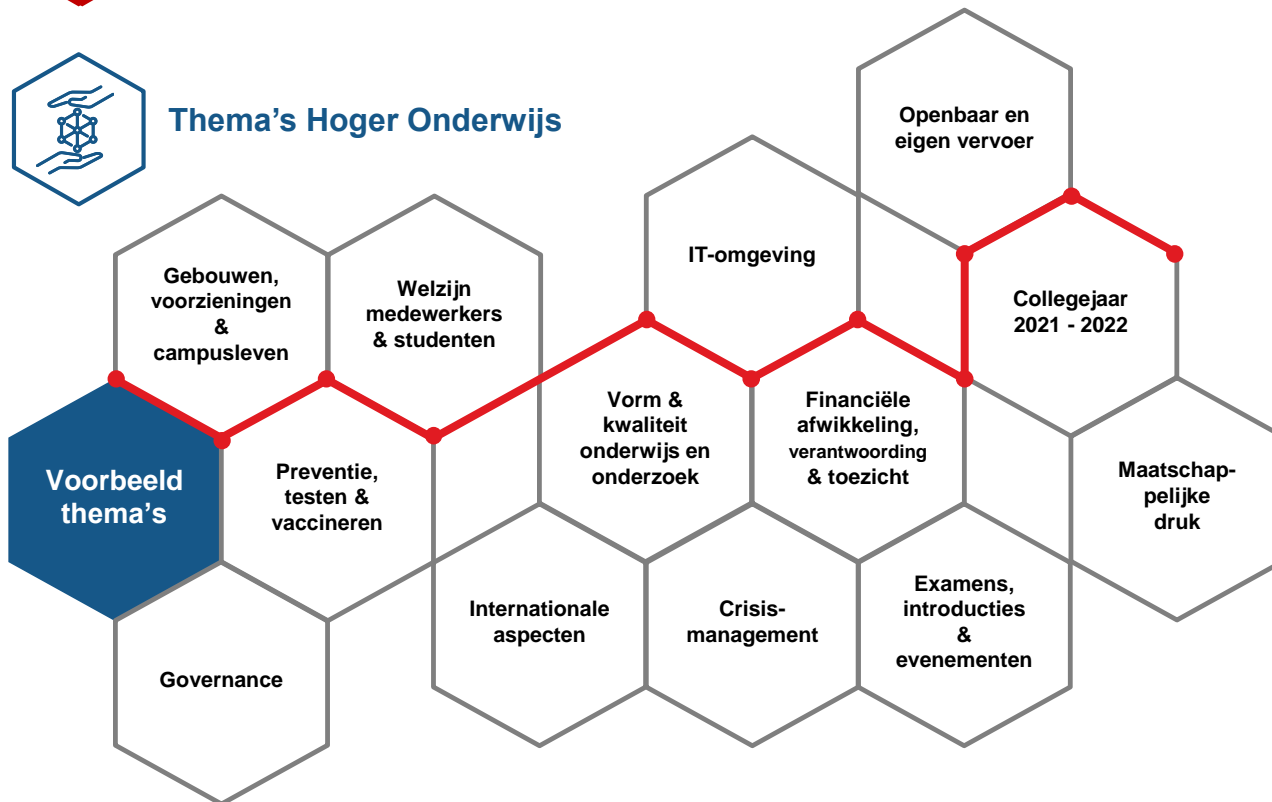 Thema's Hoger Onderwijs
Openbaar en
eigen vervoer
IT-omgeving
Gebouwen,
voorzieningen
&
campusleven
Welzijn
medewerkers
& studenten
Collegejaar
2021 - 2022
Voorbeeld
thema's
Preventie,
testen &
vaccineren
Vorm &
kwaliteit
onderwijs en
onderzoek
Financiële
afwikkeling,
verantwoording
& toezicht
Maatschap-
pelijke
druk
Governance
Internationale
aspecten
Crisis-
management
Examens,
introducties
&
evenementen